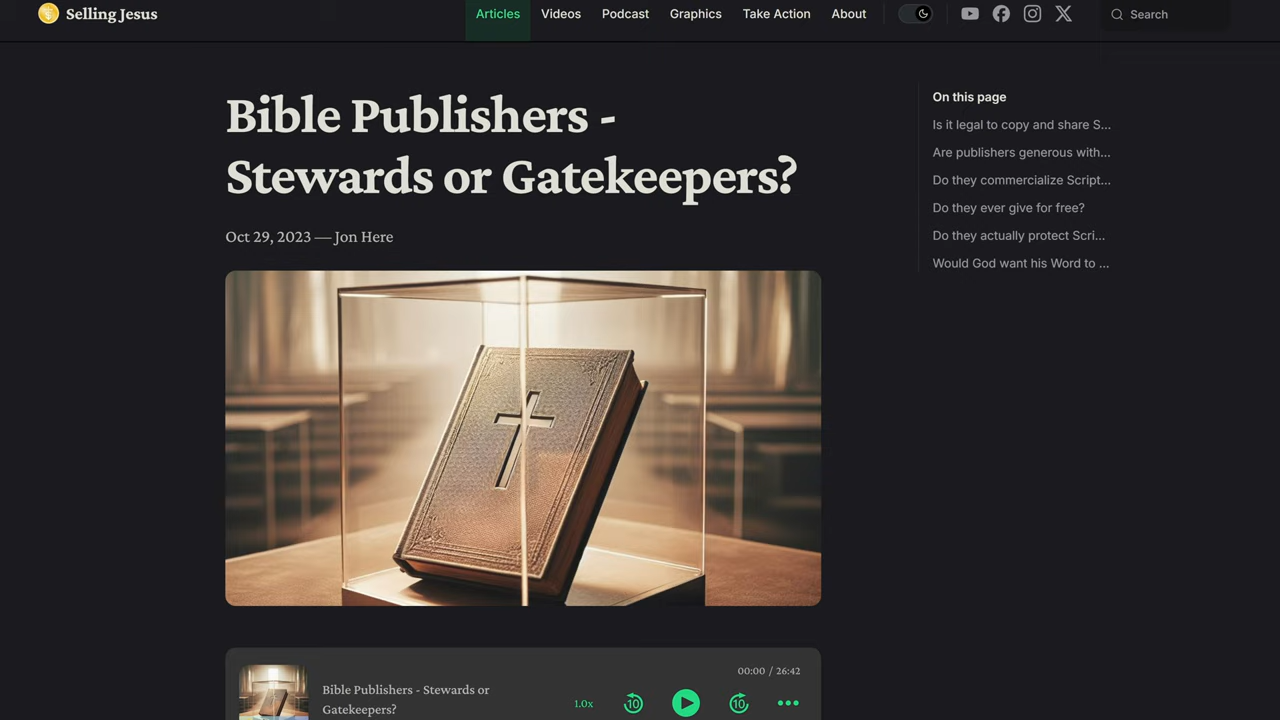 Selling Jesus
Articles
Videos
Podcast
Graphics
Take Action
About
Search
Bible Publishers -
Stewards or Gatekeepers?
Oct 29, 2023 — Jon Here
On this page
Is it legal to copy and share S...
Are publishers generous with...
Do they commercialize Script...
Do they ever give for free?
Do they actually protect Scri...
Would God want his Word to ...
00:00 / 26:42
Bible Publishers - Stewards or
Gatekeepers?
1.0x
10
10